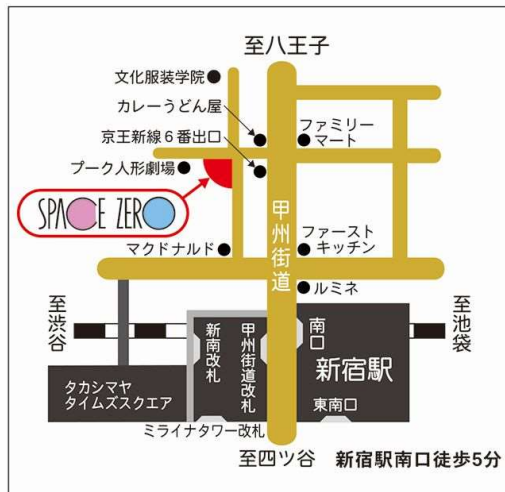 至八王子
文化服装学院
カレーうどん屋
京王新線6番出口
ファミリー
マート
プーク人形劇場
SPACE ZERO
甲州街道
マクドナルド
ファースト
キッチン
ルミネ
至渋谷
新南改札
甲州街道改札
南口
新宿駅
至池袋
タカシマヤ
タイムズスクエア
東南口
ミライナタワー改札
至四ツ谷
新宿駅南口徒歩5分